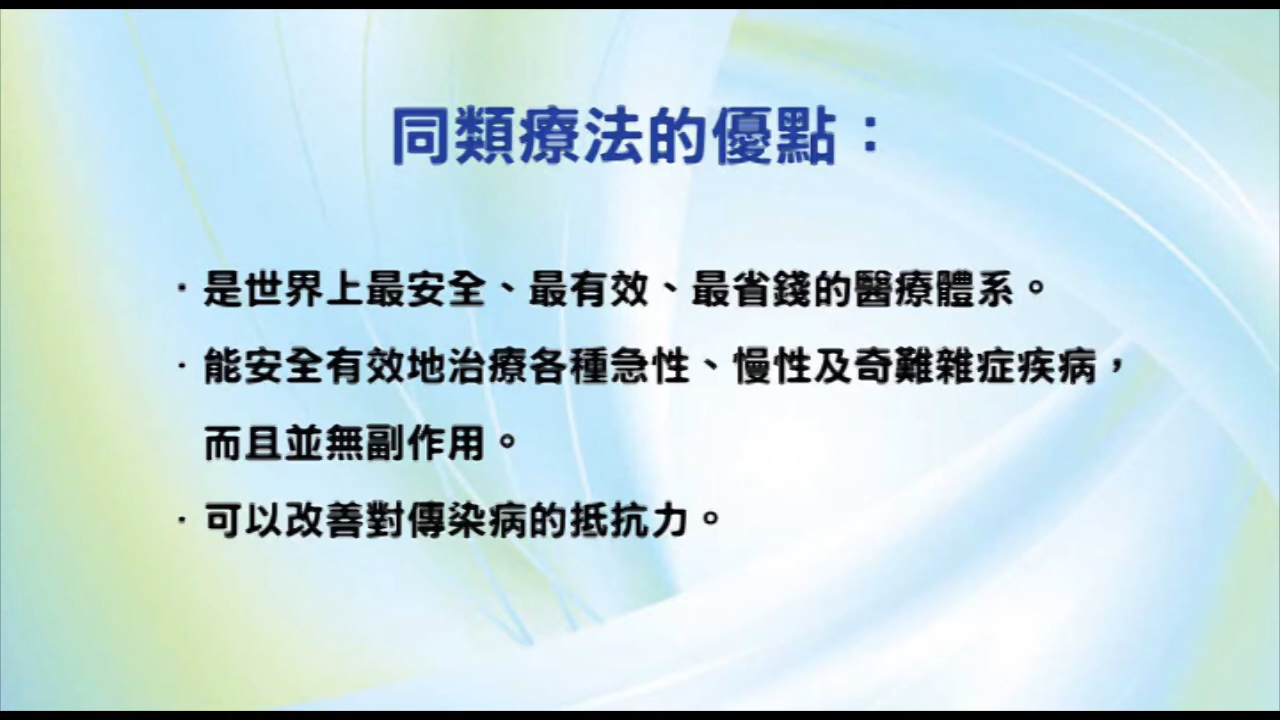 同類療法的優點：
·是世界上最安全、最有效、最省錢的醫療體系。
·能安全有效地治療各種急性、慢性及奇難雜症疾病，
而且並無副作用。
·可以改善對傳染病的抵抗力。